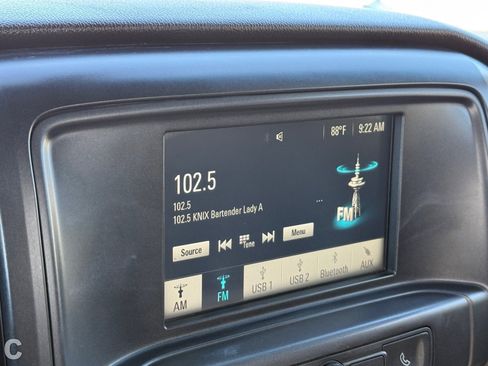 88°F 9:22 AM
102.5
102.5
102.5 KNIX Bartender Lady A
...
FM
Source Tune Menu
AM FM USB 1 USB 2 Bluetooth AUX
C